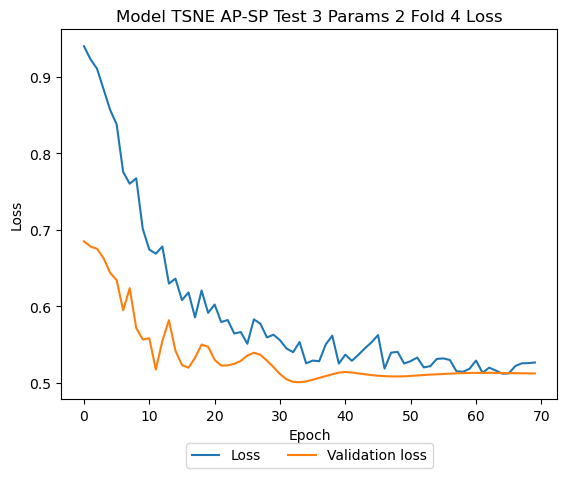 Model TSNE AP-SP Test 3 Params 2 Fold 4 Loss
Loss
0.9
0.8
0.7
0.6
0.5
0 10 20 30 40 50 60 70
Epoch
Loss Validation loss